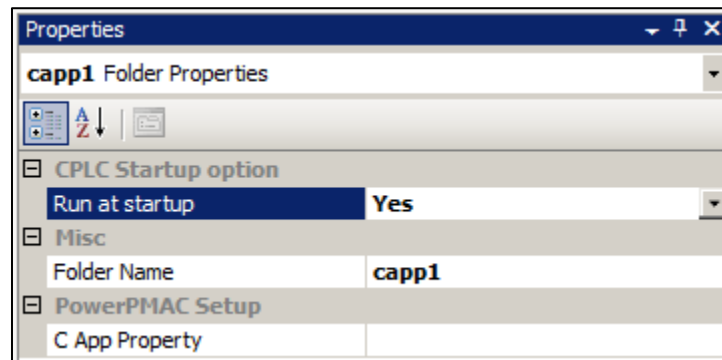 Properties
capp1 Folder Properties
A
Z
CPLC Startup option
Run at startup Yes
Misc
Folder Name capp1
PowerPMAC Setup
C App Property